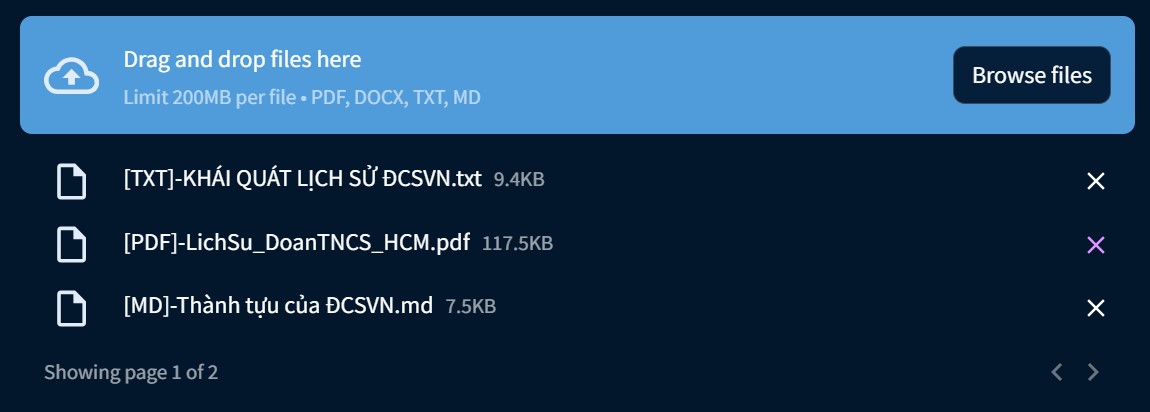 Drag and drop files here
Limit 200MB per file • PDF, DOCX, TXT, MD
Browse files
[TXT]-KHÁI QUÁT LỊCH SỬ ĐCSVN.txt 9.4KB
[PDF]-LichSu_DoanTNCS_HCM.pdf 117.5KB
[MD]-Thành tựu của ĐCSVN.md 7.5KB
Showing page 1 of 2